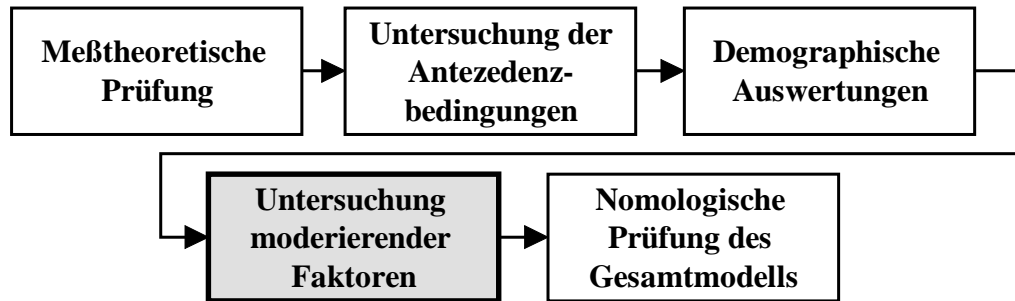 Meßtheoretische
Prüfung
Untersuchung der
Antezedenz-
bedingungen
Demographische
Auswertungen
Untersuchung
moderierender
Faktoren
Nomologische
Prüfung des
Gesamtmodells